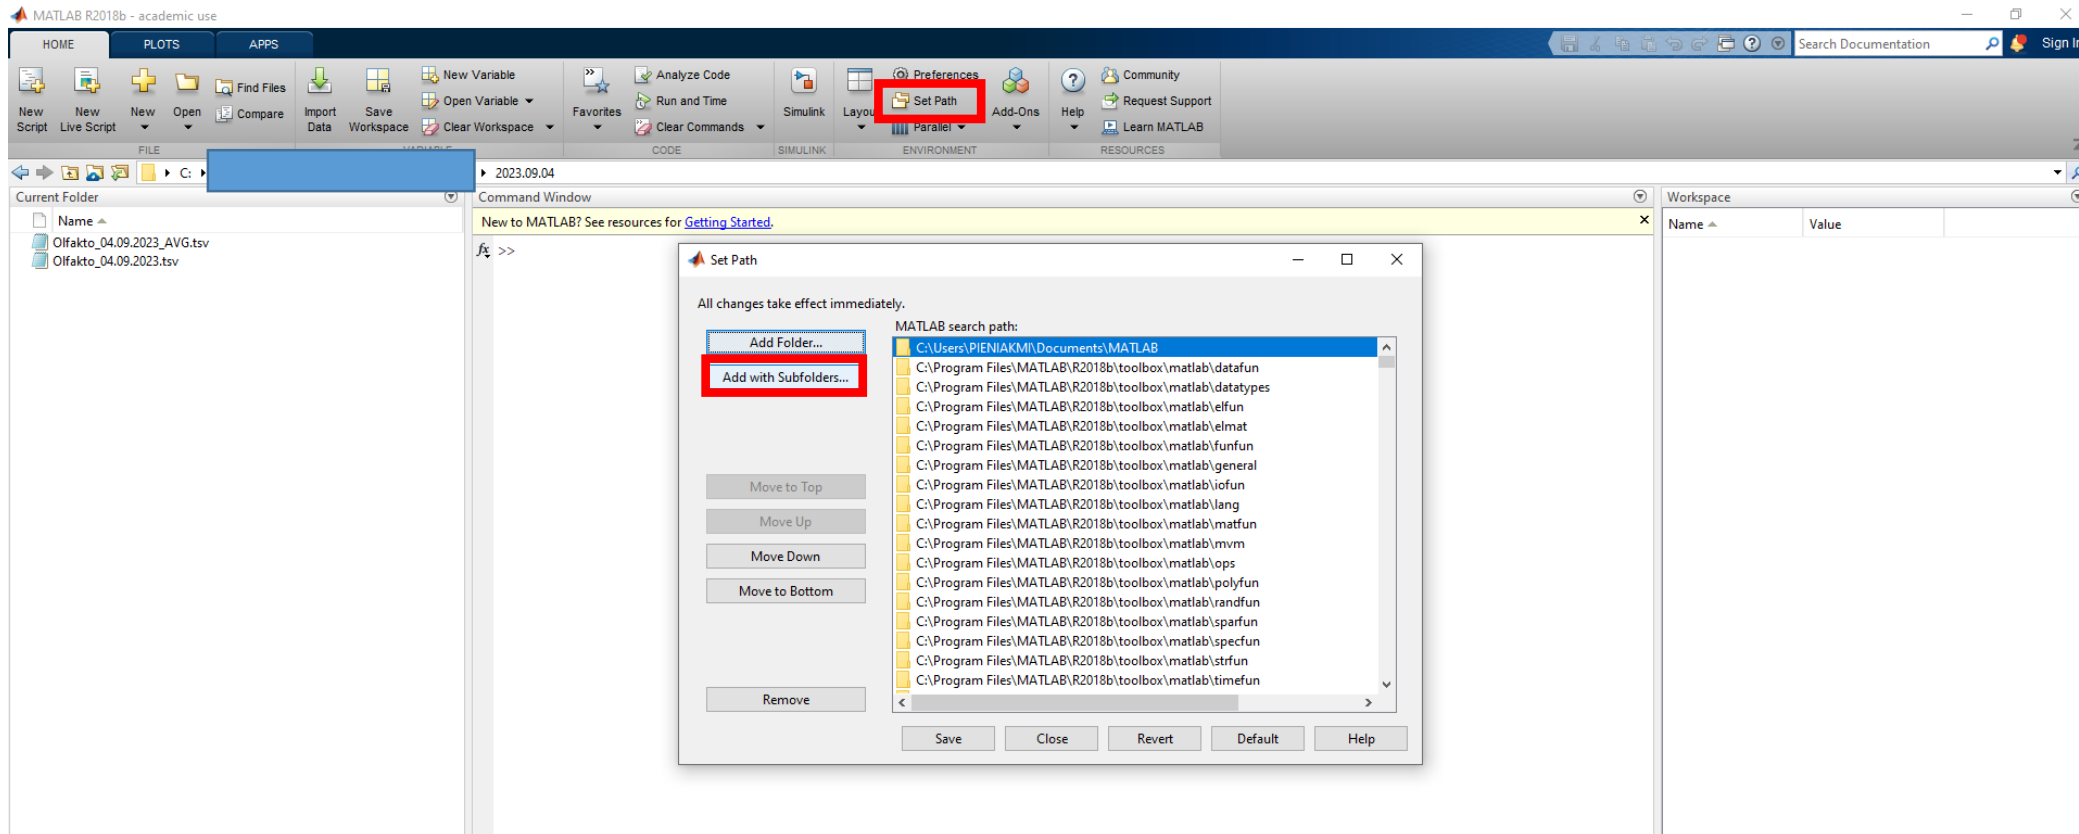 MATLAB R2018b - academic use
HOME PLOTS APPS
Search Documentation
Sign In
New Script
New Live Script
New
Open
Find Files
Compare
FILE
Import Data
Save Workspace
New Variable
Open Variable
Clear Workspace
VARIABLE
Favorites
Analyze Code
Run and Time
Clear Commands
CODE
Simulink
SIMULINK
Layou
Preferences
Set Path
Parallel
ENVIRONMENT
Add-Ons
Help
Community
Request Support
Learn MATLAB
RESOURCES
C:
2023.09.04
Current Folder
Name
Olfakto_04.09.2023_AVG.tsv
Olfakto_04.09.2023.tsv
Command Window
New to MATLAB? See resources for Getting Started.
fx >>
Workspace
Name Value
Set Path
All changes take effect immediately.
Add Folder...
Add with Subfolders...
Move to Top
Move Up
Move Down
Move to Bottom
Remove
MATLAB search path:
C:\Users\PIENIAKMI\Documents\MATLAB
C:\Program Files\MATLAB\R2018b\toolbox\matlab\datafun
C:\Program Files\MATLAB\R2018b\toolbox\matlab\datatypes
C:\Program Files\MATLAB\R2018b\toolbox\matlab\elfun
C:\Program Files\MATLAB\R2018b\toolbox\matlab\elmat
C:\Program Files\MATLAB\R2018b\toolbox\matlab\funfun
C:\Program Files\MATLAB\R2018b\toolbox\matlab\general
C:\Program Files\MATLAB\R2018b\toolbox\matlab\iofun
C:\Program Files\MATLAB\R2018b\toolbox\matlab\lang
C:\Program Files\MATLAB\R2018b\toolbox\matlab\matfun
C:\Program Files\MATLAB\R2018b\toolbox\matlab\mvm
C:\Program Files\MATLAB\R2018b\toolbox\matlab\ops
C:\Program Files\MATLAB\R2018b\toolbox\matlab\polyfun
C:\Program Files\MATLAB\R2018b\toolbox\matlab\randfun
C:\Program Files\MATLAB\R2018b\toolbox\matlab\sparfun
C:\Program Files\MATLAB\R2018b\toolbox\matlab\specfun
C:\Program Files\MATLAB\R2018b\toolbox\matlab\strfun
C:\Program Files\MATLAB\R2018b\toolbox\matlab\timefun
Save Close Revert Default Help